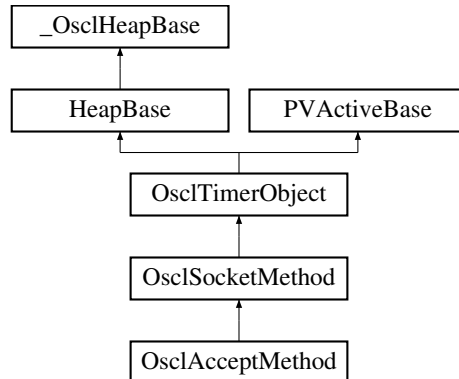 _OsclHeapBase
HeapBase
PVActiveBase
OsclTimerObject
OsclSocketMethod
OsclAcceptMethod